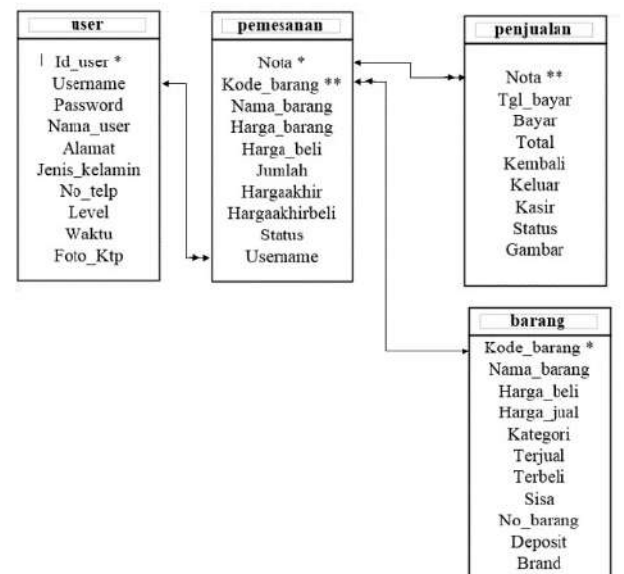 user
Id_user *
Username
Password
Nama_user
Alamat
Jenis_kelamin
No_telp
Level
Waktu
Foto_Ktp
pemesanan
Nota *
Kode_barang **
Nama_barang
Harga_barang
Harga_beli
Jumlah
Hargaakhir
Hargaakhirbeli
Status
Username
penjualan
Nota **
Tgl_bayar
Bayar
Total
Kembali
Keluar
Kasir
Status
Gambar
barang
Kode_barang *
Nama_barang
Harga_beli
Harga_jual
Kategori
Terjual
Terbeli
Sisa
No_barang
Deposit
Brand